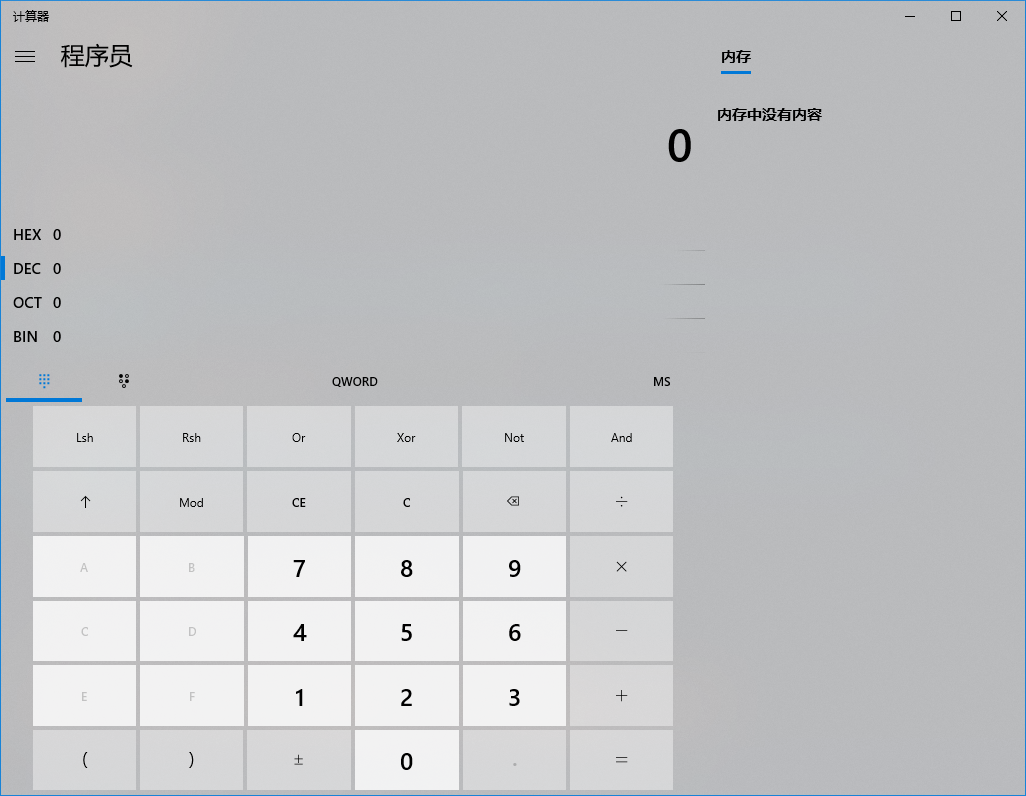 计算器
程序员
内存
内存中没有内容
0
HEX 0
DEC 0
OCT 0
BIN 0
QWORD MS
Lsh Rsh Or Xor Not And
↑ Mod CE C ⌫ ÷
A B 7 8 9 ×
C D 4 5 6 −
E F 1 2 3 +
( ) ± 0 . =